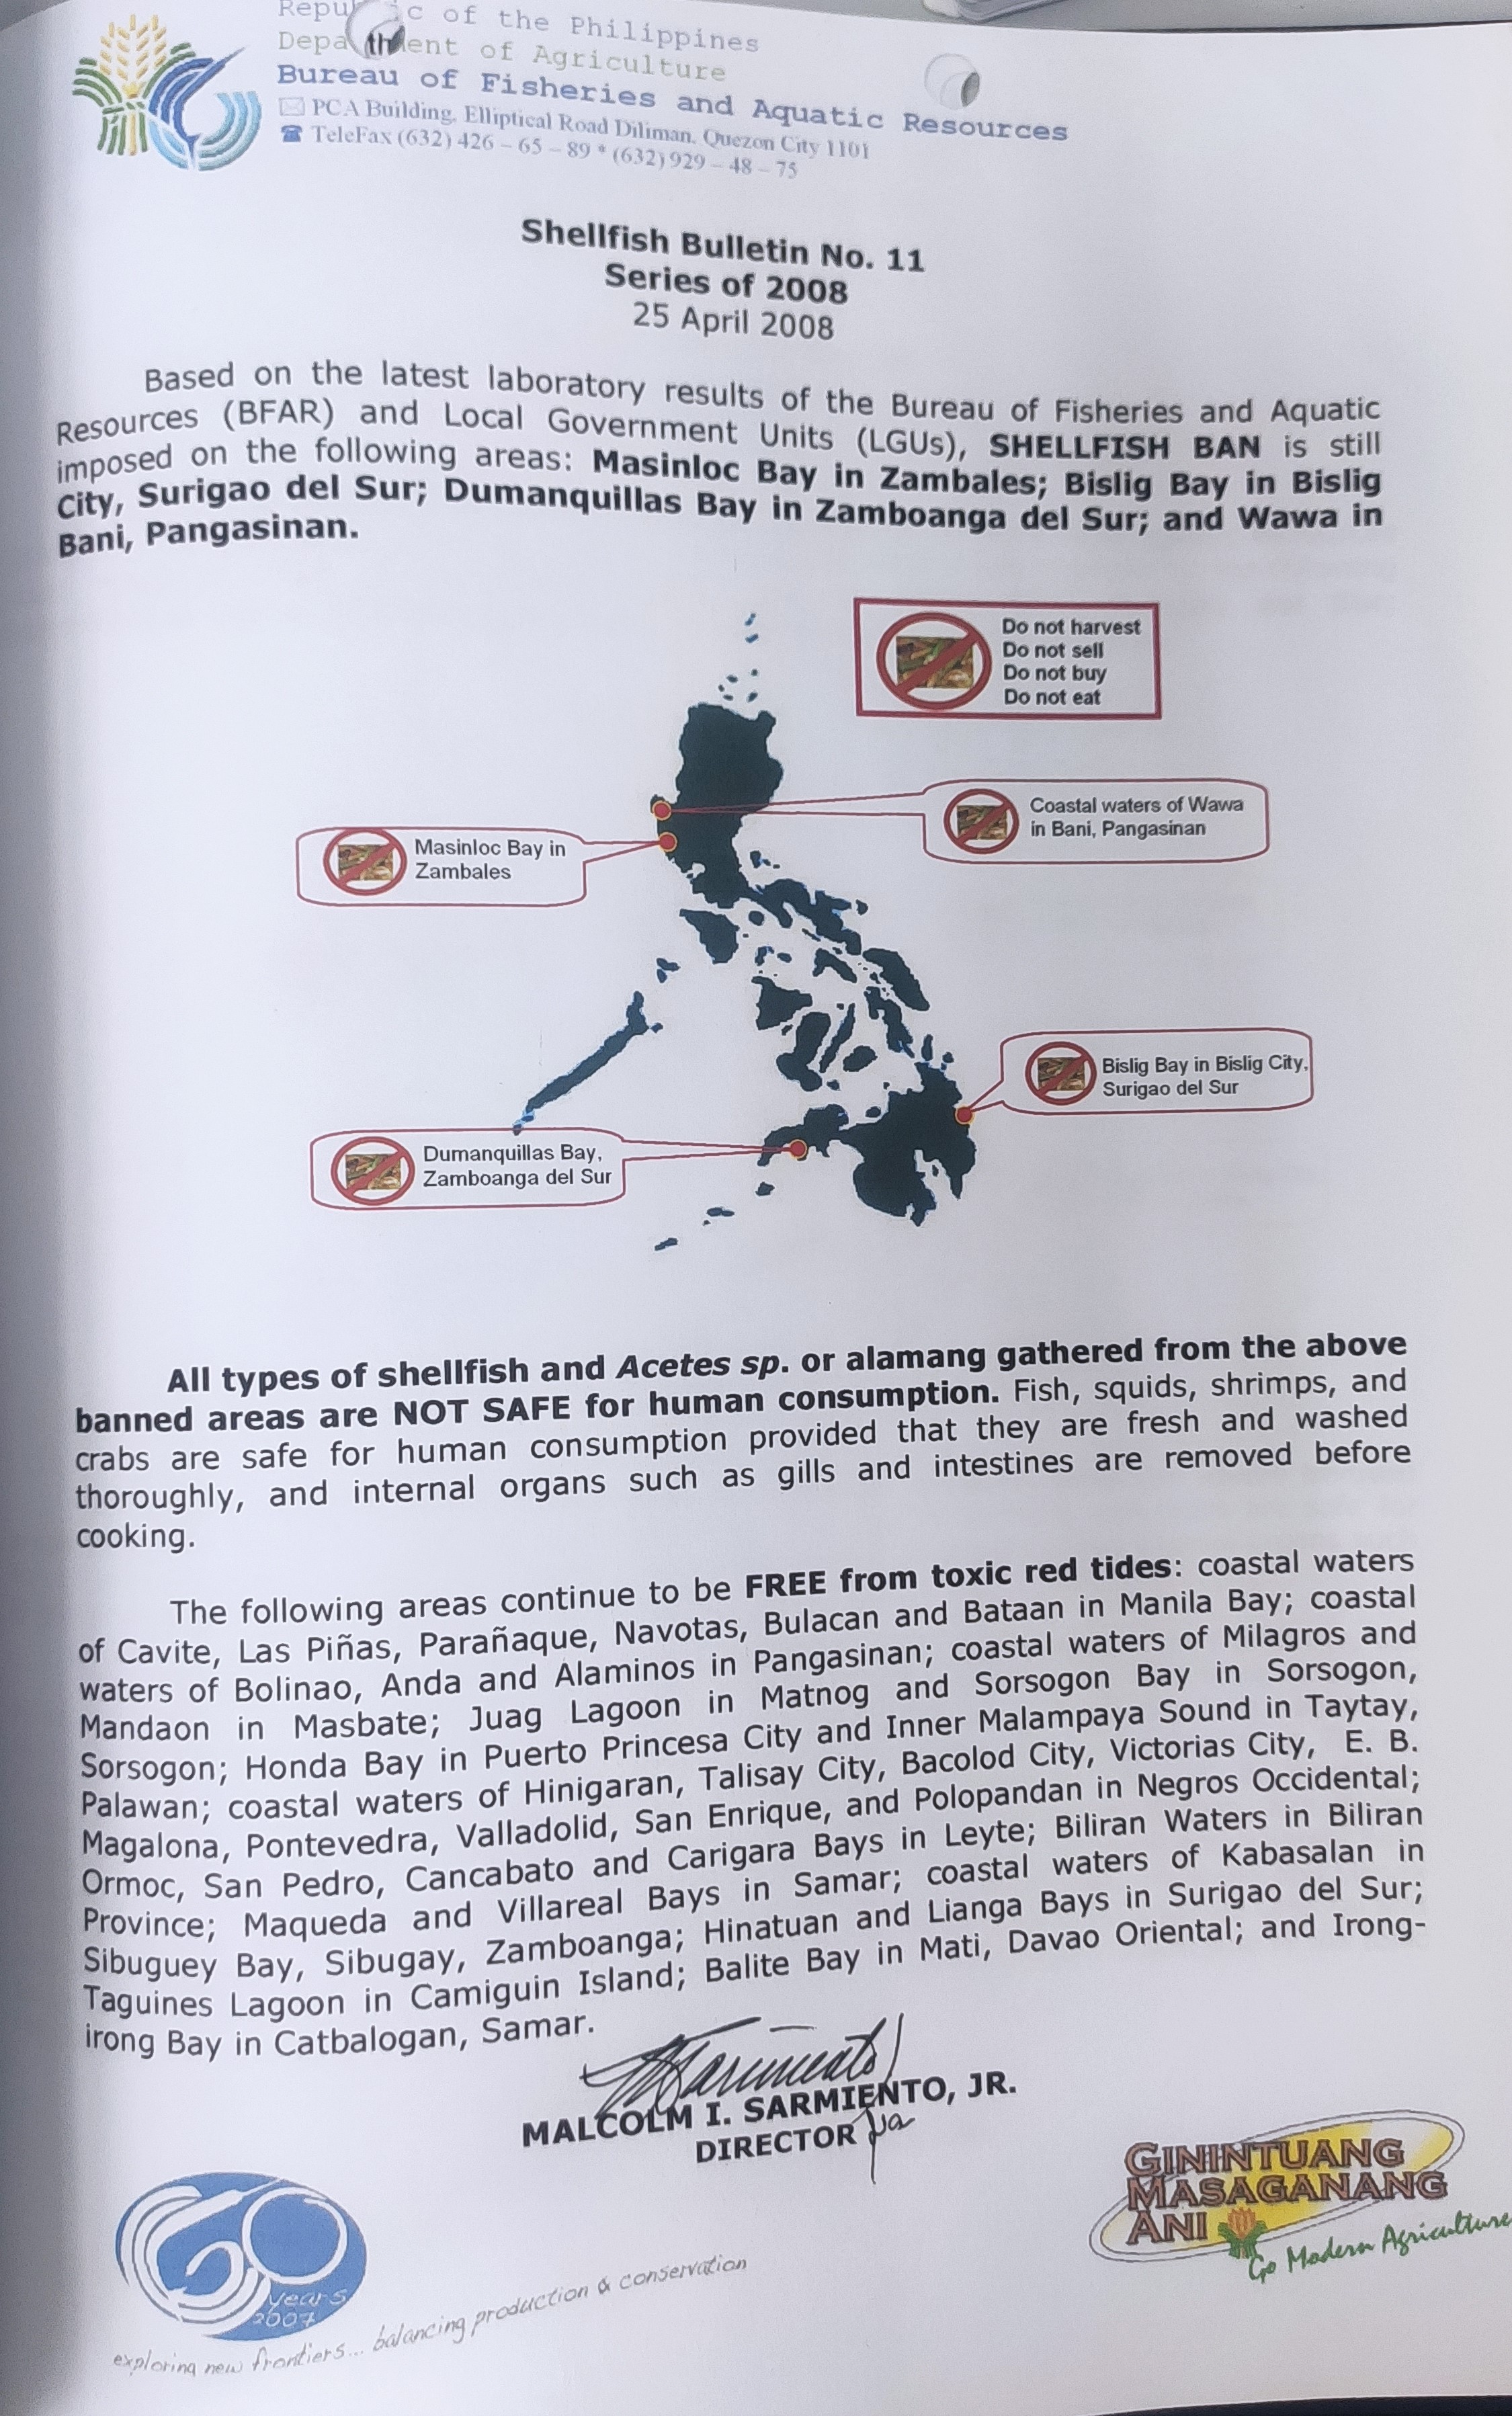 Republic of the Philippines
Department of Agriculture
Bureau of Fisheries and Aquatic Resources
PCA Building, Elliptical Road Diliman, Quezon City 1101
TeleFax (632) 426 – 65 – 89 * (632) 929 – 48 – 75
Shellfish Bulletin No. 11
Series of 2008
25 April 2008
Based on the latest laboratory results of the Bureau of Fisheries and Aquatic
Resources (BFAR) and Local Government Units (LGUs), SHELLFISH BAN is still
imposed on the following areas: Masinloc Bay in Zambales; Bislig Bay in Bislig
City, Surigao del Sur; Dumanquillas Bay in Zamboanga del Sur; and Wawa in
Bani, Pangasinan.
Do not harvest
Do not sell
Do not buy
Do not eat
Coastal waters of Wawa
in Bani, Pangasinan
Masinloc Bay in
Zambales
Bislig Bay in Bislig City,
Surigao del Sur
Dumanquillas Bay,
Zamboanga del Sur
All types of shellfish and Acetes sp. or alamang gathered from the above
banned areas are NOT SAFE for human consumption. Fish, squids, shrimps, and
crabs are safe for human consumption provided that they are fresh and washed
thoroughly, and internal organs such as gills and intestines are removed before
cooking.
The following areas continue to be FREE from toxic red tides: coastal waters
of Cavite, Las Piñas, Parañaque, Navotas, Bulacan and Bataan in Manila Bay; coastal
waters of Bolinao, Anda and Alaminos in Pangasinan; coastal waters of Milagros and
Mandaon in Masbate; Juag Lagoon in Matnog and Sorsogon Bay in Sorsogon,
Sorsogon; Honda Bay in Puerto Princesa City and Inner Malampaya Sound in Taytay,
Palawan; coastal waters of Hinigaran, Talisay City, Bacolod City, Victorias City, E. B.
Magalona, Pontevedra, Valladolid, San Enrique, and Polopandan in Negros Occidental;
Ormoc, San Pedro, Cancabato and Carigara Bays in Leyte; Biliran Waters in Biliran
Province; Maqueda and Villareal Bays in Samar; coastal waters of Kabasalan in
Sibuguey Bay, Sibugay, Zamboanga; Hinatuan and Lianga Bays in Surigao del Sur;
Taguines Lagoon in Camiguin Island; Balite Bay in Mati, Davao Oriental; and Irong-
irong Bay in Catbalogan, Samar.
MALCOLM I. SARMIENTO, JR.
DIRECTOR
60
years
2007
exploring new frontiers... balancing production & conservation
GININTUANG
MASAGANANG
ANI
Go Modern Agriculture